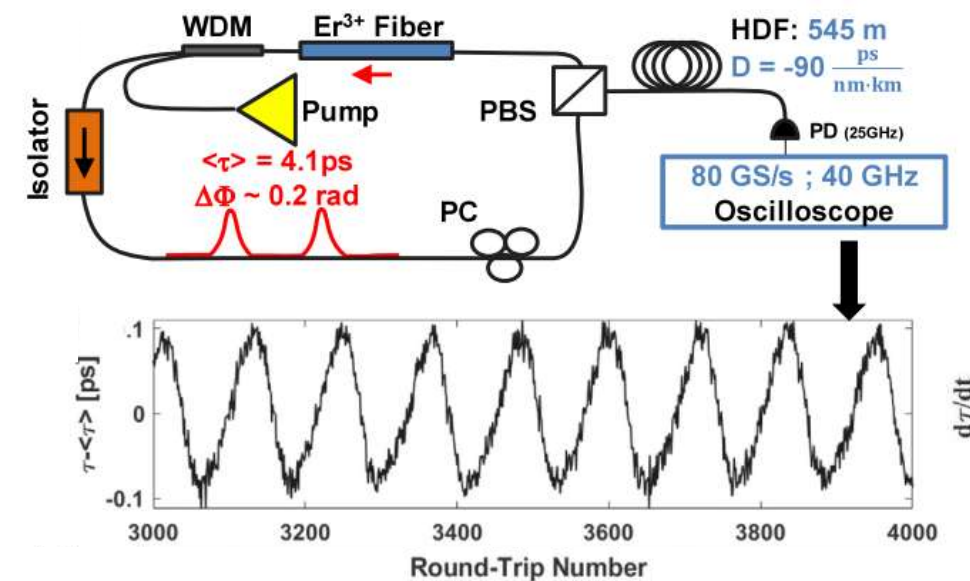 WDM
Er³⁺ Fiber
HDF: 545 m
D = -90 ps/nm·km
Pump
PBS
PD (25GHz)
Isolator
<τ> = 4.1ps
ΔΦ ~ 0.2 rad
PC
80 GS/s ; 40 GHz
Oscilloscope
τ-<τ> [ps]
.1
0
-0.1
3000
3200
3400
3600
3800
4000
Round-Trip Number
dτ/dt